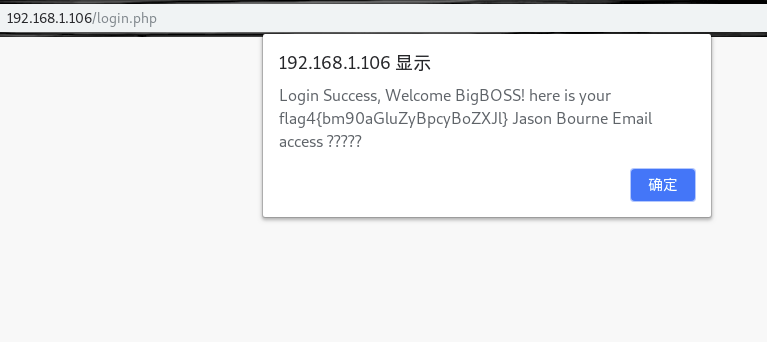 192.168.1.106/login.php
192.168.1.106 显示
Login Success, Welcome BigBOSS! here is your
flag4{bm90aGluZyBpcyBoZXJl} Jason Bourne Email
access ?????
确定